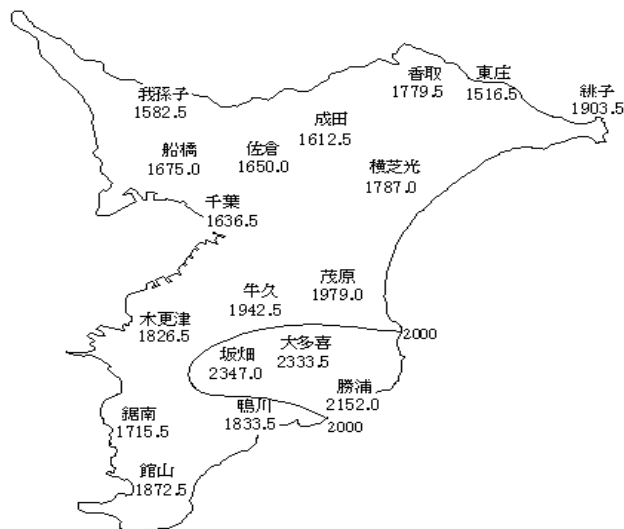 香取
1779.5
東庄
1516.5
銚子
1903.5
我孫子
1582.5
成田
1612.5
船橋
1675.0
佐倉
1650.0
横芝光
1787.0
千葉
1636.5
茂原
1979.0
牛久
1942.5
木更津
1826.5
2000
大多喜
2333.5
坂畑
2347.0
勝浦
2152.0
鴨川
1833.5
2000
鋸南
1715.5
館山
1872.5